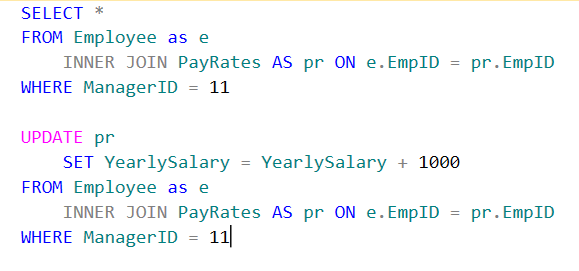 SELECT *
FROM Employee as e
INNER JOIN PayRates AS pr ON e.EmpID = pr.EmpID
WHERE ManagerID = 11
UPDATE pr
SET YearlySalary = YearlySalary + 1000
FROM Employee as e
INNER JOIN PayRates AS pr ON e.EmpID = pr.EmpID
WHERE ManagerID = 11